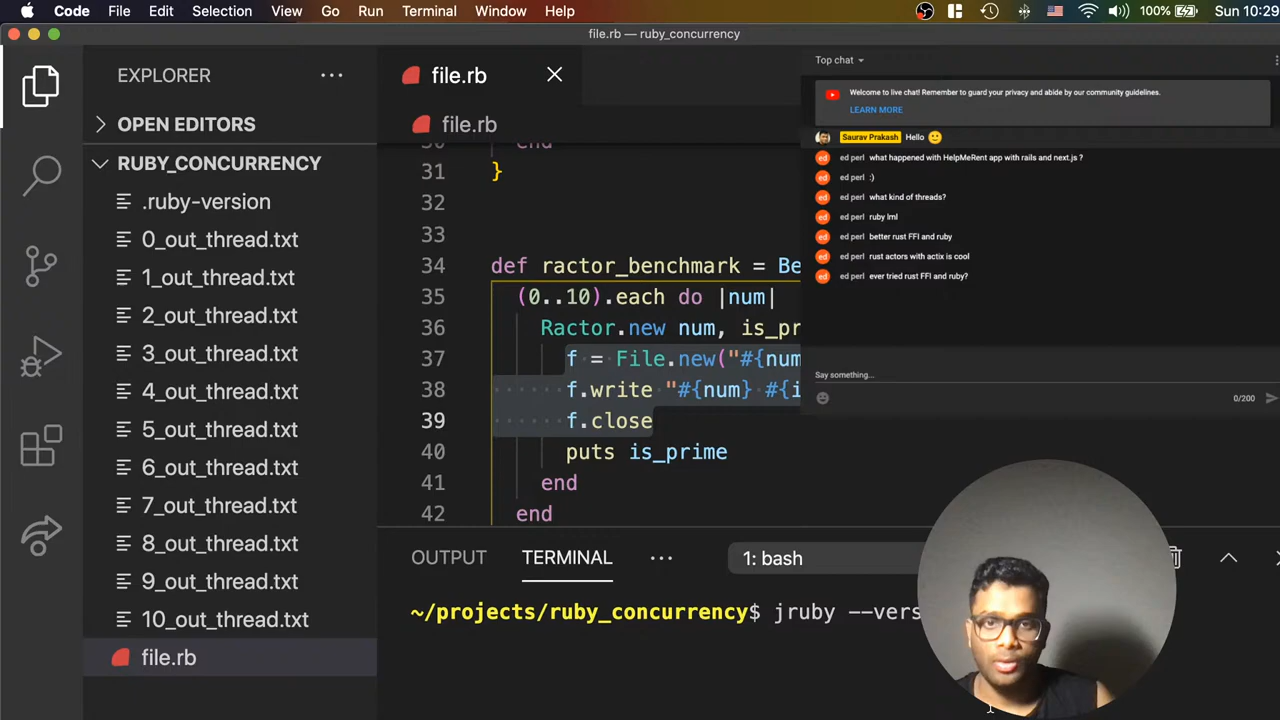 Code File Edit Selection View Go Run Terminal Window Help 100% Sun 10:29
file.rb — ruby_concurrency
EXPLORER
OPEN EDITORS
RUBY_CONCURRENCY
.ruby-version
0_out_thread.txt
1_out_thread.txt
2_out_thread.txt
3_out_thread.txt
4_out_thread.txt
5_out_thread.txt
6_out_thread.txt
7_out_thread.txt
8_out_thread.txt
9_out_thread.txt
10_out_thread.txt
file.rb
file.rb
file.rb
31 }
32
33
34 def ractor_benchmark = Be
35 (0..10).each do |num|
36 Ractor.new num, is_pr
37 f = File.new("#{num
38 f.write "#{num} #{i
39 f.close
40 puts is_prime
41 end
42 end
Top chat
Welcome to live chat! Remember to guard your privacy and abide by our community guidelines.
LEARN MORE
Saurav Prakash Hello 🙂
ed ed perl what happened with HelpMeRent app with rails and next.js ?
ed ed perl :)
ed ed perl what kind of threads?
ed ed perl ruby lml
ed ed perl better rust FFI and ruby
ed ed perl rust actors with actix is cool
ed ed perl ever tried rust FFI and ruby?
Say something...
0/200
OUTPUT TERMINAL ··· 1: bash
~/projects/ruby_concurrency$ jruby --vers